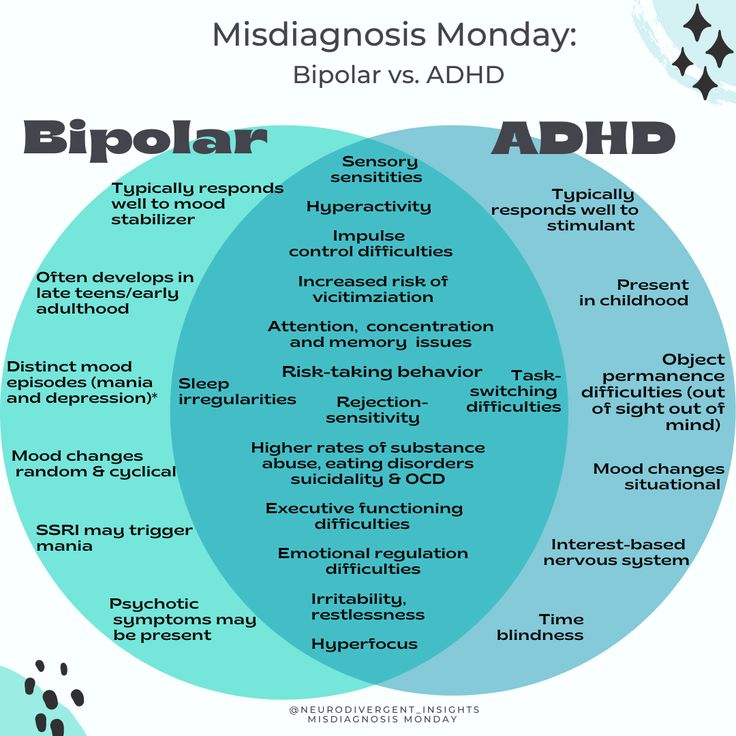 Misdiagnosis Monday:
Bipolar vs. ADHD
Bipolar
Typically responds
well to mood
stabilizer
Often develops in
late teens/early
adulthood
Distinct mood
episodes (mania
and depression)*
Mood changes
random & cyclical
SSRI may trigger
mania
Psychotic
symptoms may
be present
Sensory
sensitities
Hyperactivity
Impulse
control difficulties
Increased risk of
vicitimziation
Attention, concentration
and memory issues
Risk-taking behavior
Sleep
irregularities
Task-
switching
difficulties
Rejection-
sensitivity
Higher rates of substance
abuse, eating disorders
suicidality & OCD
Executive functioning
difficulties
Emotional regulation
difficulties
Irritability,
restlessness
Hyperfocus
ADHD
Typically
responds well to
stimulant
Present
in childhood
Object
permanence
difficulties (out
of sight out of
mind)
Mood changes
situational
Interest-based
nervous system
Time
blindness
@NEURODIVERGENT_INSIGHTS
MISDIAGNOSIS MONDAY